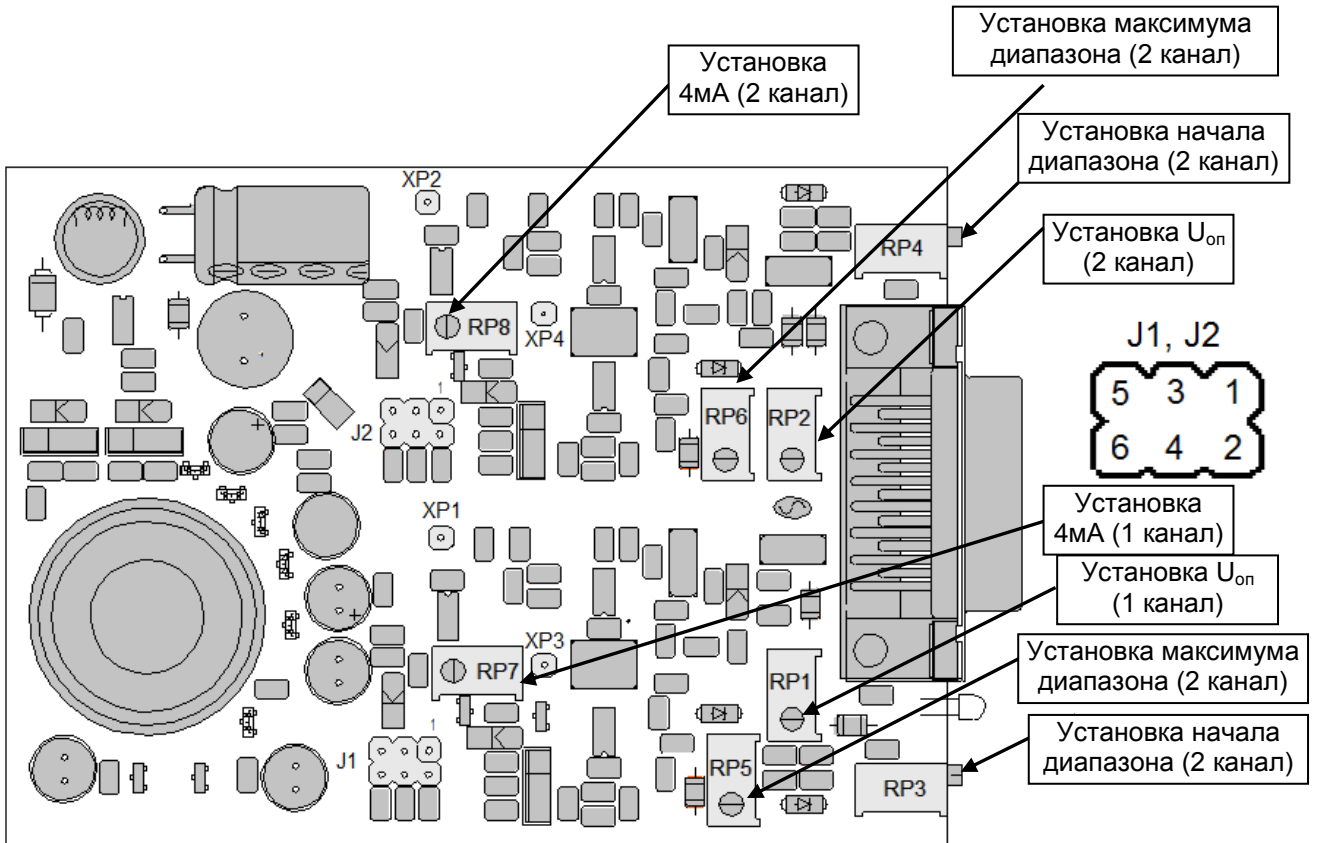 Установка максимума
диапазона (2 канал)
Установка
4мА (2 канал)
Установка начала
диапазона (2 канал)
XP2
RP4
Установка Uоп
(2 канал)
RP8
XP4
J1, J2
5 3 1
6 4 2
1
RP6
RP2
J2
+
Установка
4мА (1 канал)
XP1
Установка Uоп
(1 канал)
+
XP3
RP7
Установка максимума
диапазона (2 канал)
RP1
1
J1
RP5
Установка начала
диапазона (2 канал)
RP3